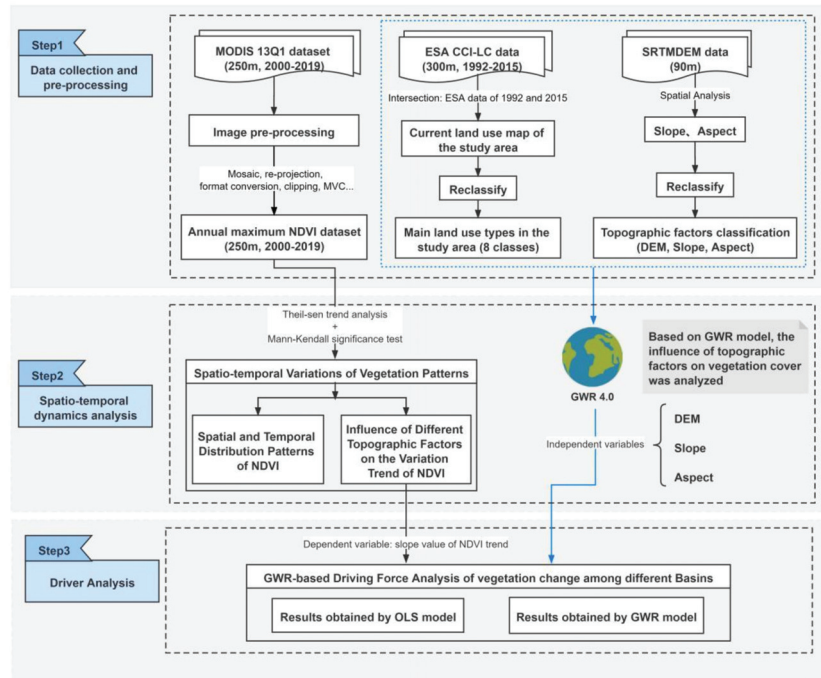 Step1
Data collection and
pre-processing
MODIS 13Q1 dataset
(250m, 2000-2019)
Image pre-processing
Mosaic, re-projection,
format conversion, clipping, MVC...
Annual maximum NDVI dataset
(250m, 2000-2019)
ESA CCI-LC data
(300m, 1992-2015)
Intersection: ESA data of 1992 and 2015
Current land use map of
the study area
Reclassify
Main land use types in the
study area (8 classes)
SRTMDEM data
(90m)
Spatial Analysis
Slope、Aspect
Reclassify
Topographic factors classification
(DEM, Slope, Aspect)
Step2
Spatio-temporal
dynamics analysis
Theil-sen trend analysis
+
Mann-Kendall significance test
Spatio-temporal Variations of Vegetation Patterns
Spatial and Temporal
Distribution Patterns
of NDVI
Influence of Different
Topographic Factors
on the Variation
Trend of NDVI
GWR 4.0
Based on GWR model, the
influence of topographic
factors on vegetation cover
was analyzed
Independent variables
DEM
Slope
Aspect
Step3
Driver Analysis
Dependent variable: slope value of NDVI trend
GWR-based Driving Force Analysis of vegetation change among different Basins
Results obtained by OLS model
Results obtained by GWR model